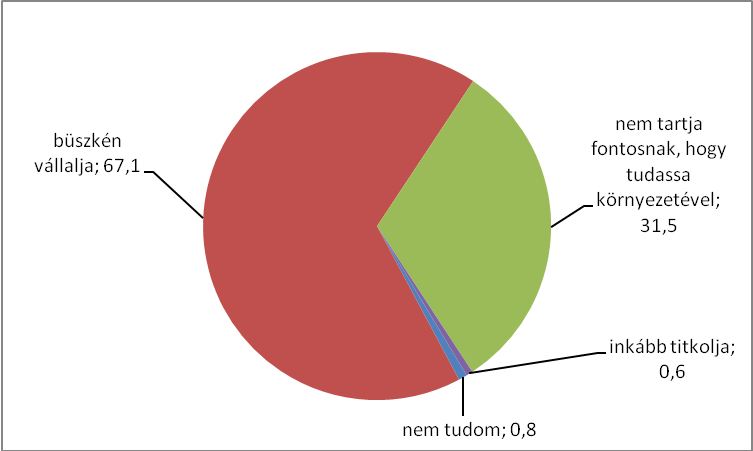 büszkén
vállalja; 67,1
nem tartja
fontosnak, hogy
tudassa
környezetével;
31,5
inkább titkolja;
0,6
nem tudom; 0,8